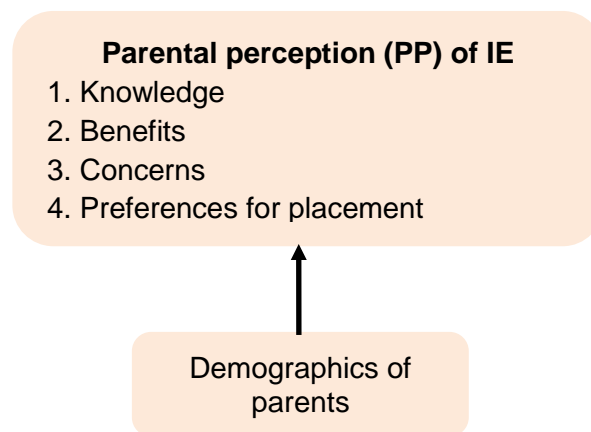 Parental perception (PP) of IE
1. Knowledge
2. Benefits
3. Concerns
4. Preferences for placement
Demographics of
parents